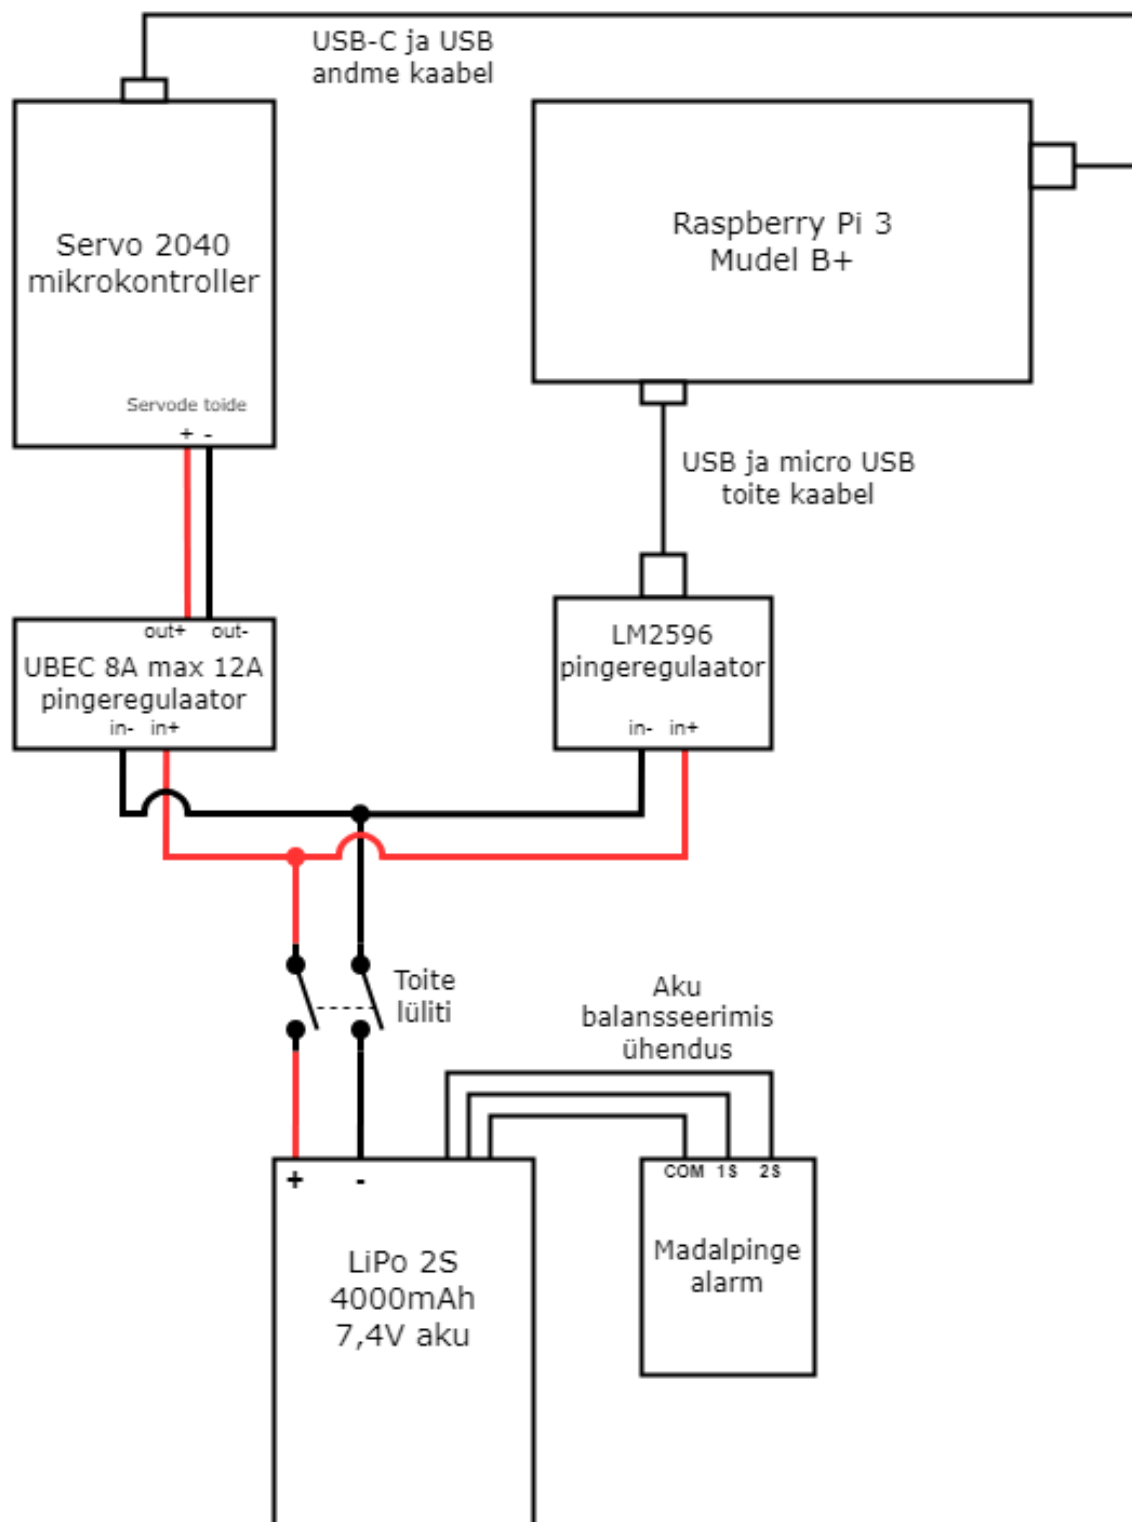 USB-C ja USB
andme kaabel
Servo 2040
mikrokontroller
Servode toide
+ -
Raspberry Pi 3
Mudel B+
USB ja micro USB
toite kaabel
out+ out-
UBEC 8A max 12A
pingeregulaator
in- in+
LM2596
pingeregulaator
in- in+
Toite
lüliti
Aku
balansseerimis
ühendus
+ -
LiPo 2S
4000mAh
7,4V aku
COM 1S 2S
Madalpinge
alarm